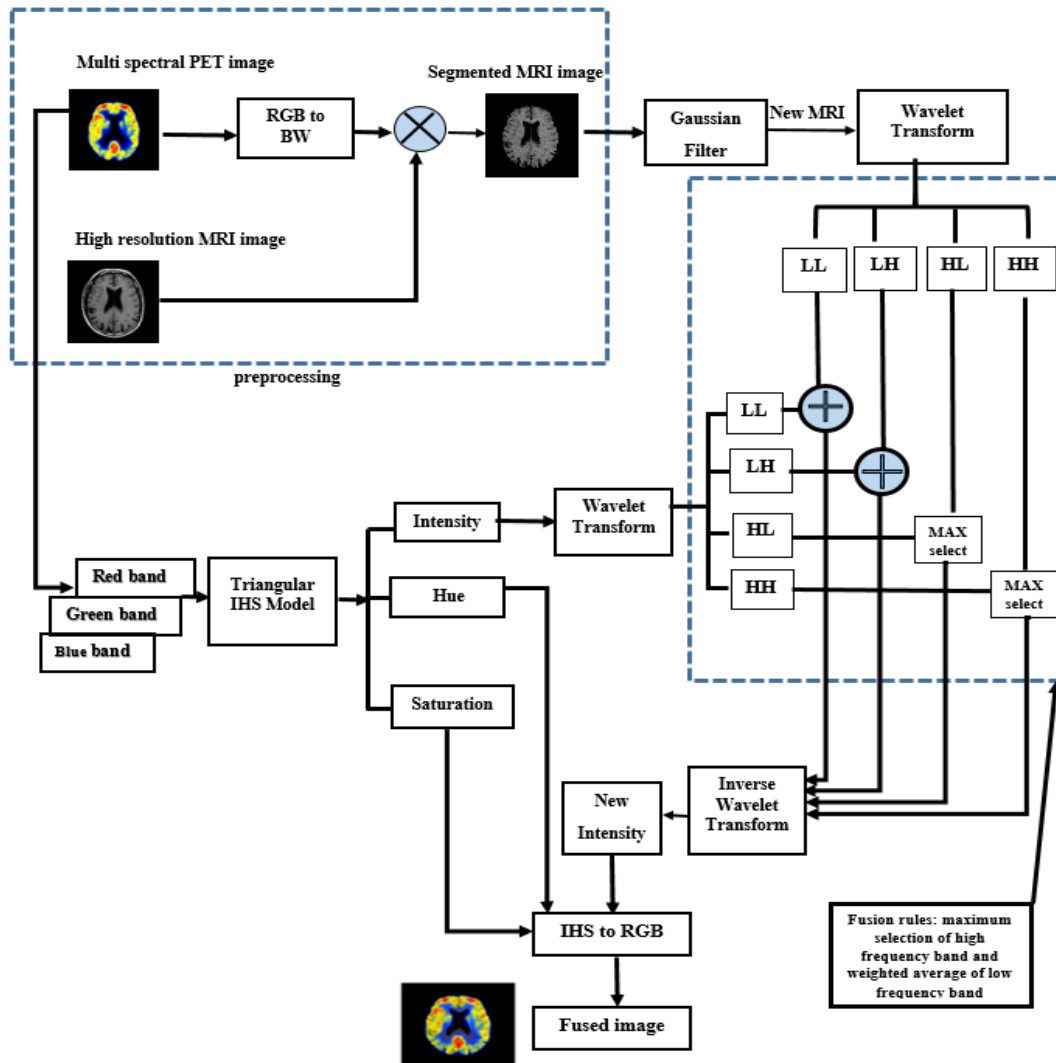 Multi spectral PET image
Segmented MRI image
RGB to
BW
Gaussian
Filter
New MRI
Wavelet
Transform
High resolution MRI image
LL
LH
HL
HH
preprocessing
LL
LH
HL
HH
MAX
select
MAX
select
Intensity
Wavelet
Transform
Red band
Green band
Blue band
Triangular
IHS Model
Hue
Saturation
New
Intensity
Inverse
Wavelet
Transform
IHS to RGB
Fused image
Fusion rules: maximum
selection of high
frequency band and
weighted average of low
frequency band